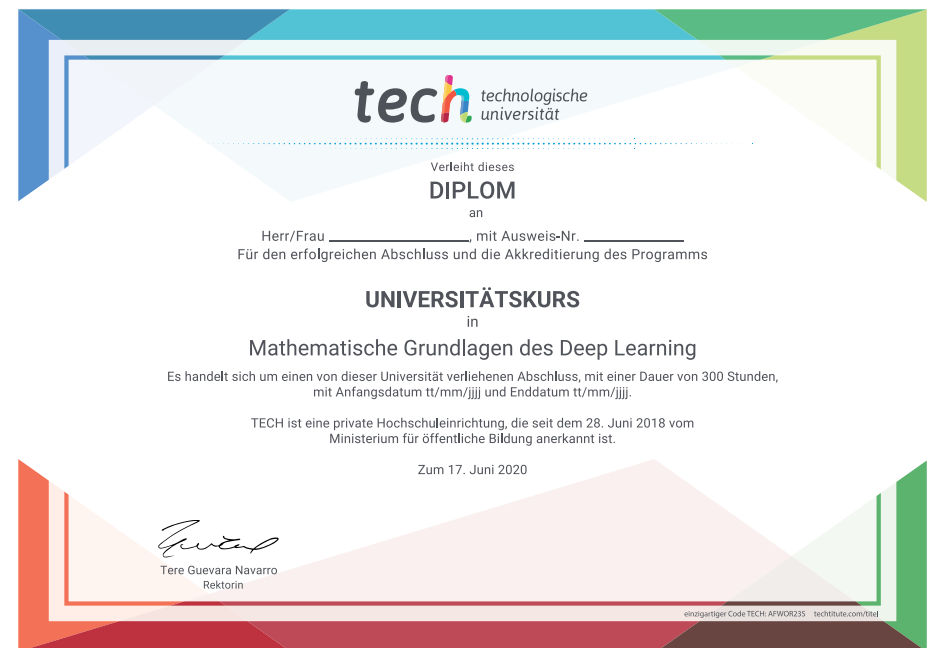 tech technologische
universität
Verleiht dieses
DIPLOM
an
Herr/Frau ____________, mit Ausweis-Nr. ____________
Für den erfolgreichen Abschluss und die Akkreditierung des Programms
UNIVERSITÄTSKURS
in
Mathematische Grundlagen des Deep Learning
Es handelt sich um einen von dieser Universität verliehenen Abschluss, mit einer Dauer von 300 Stunden,
mit Anfangsdatum tt/mm/jjjj und Enddatum tt/mm/jjjj.
TECH ist eine private Hochschuleinrichtung, die seit dem 28. Juni 2018 vom
Ministerium für öffentliche Bildung anerkannt ist.
Zum 17. Juni 2020
Tere Guevara Navarro
Rektorin
einzigartiger Code TECH: AFWOR23S techtitute.com/titel